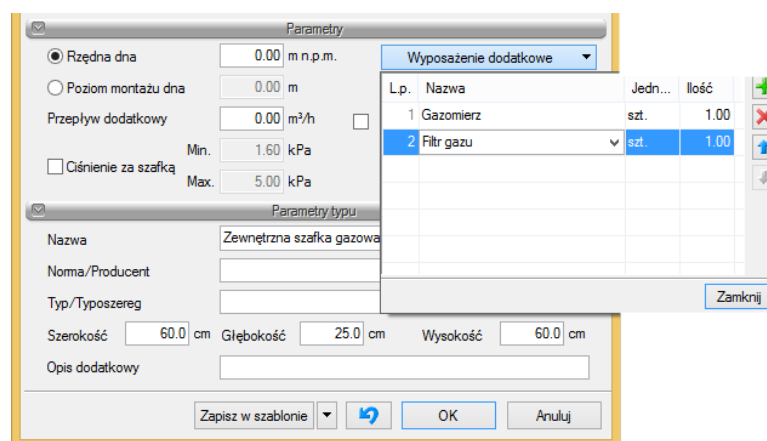 Parametry
Rzędna dna 0.00 m n.p.m. Wyposażenie dodatkowe
Poziom montażu dna 0.00 m L.p. Nazwa Jedn... Ilość
Przepływ dodatkowy 0.00 m³/h 1 Gazomierz szt. 1.00
Min. 1.60 kPa 2 Filtr gazu szt. 1.00
Ciśnienie za szafką
Max. 5.00 kPa
Parametry typu
Nazwa Zewnętrzna szafka gazowa
Norma/Producent
Typ/Typoszereg Zamknij
Szerokość 60.0 cm Głębokość 25.0 cm Wysokość 60.0 cm
Opis dodatkowy
Zapisz w szablonie OK Anuluj